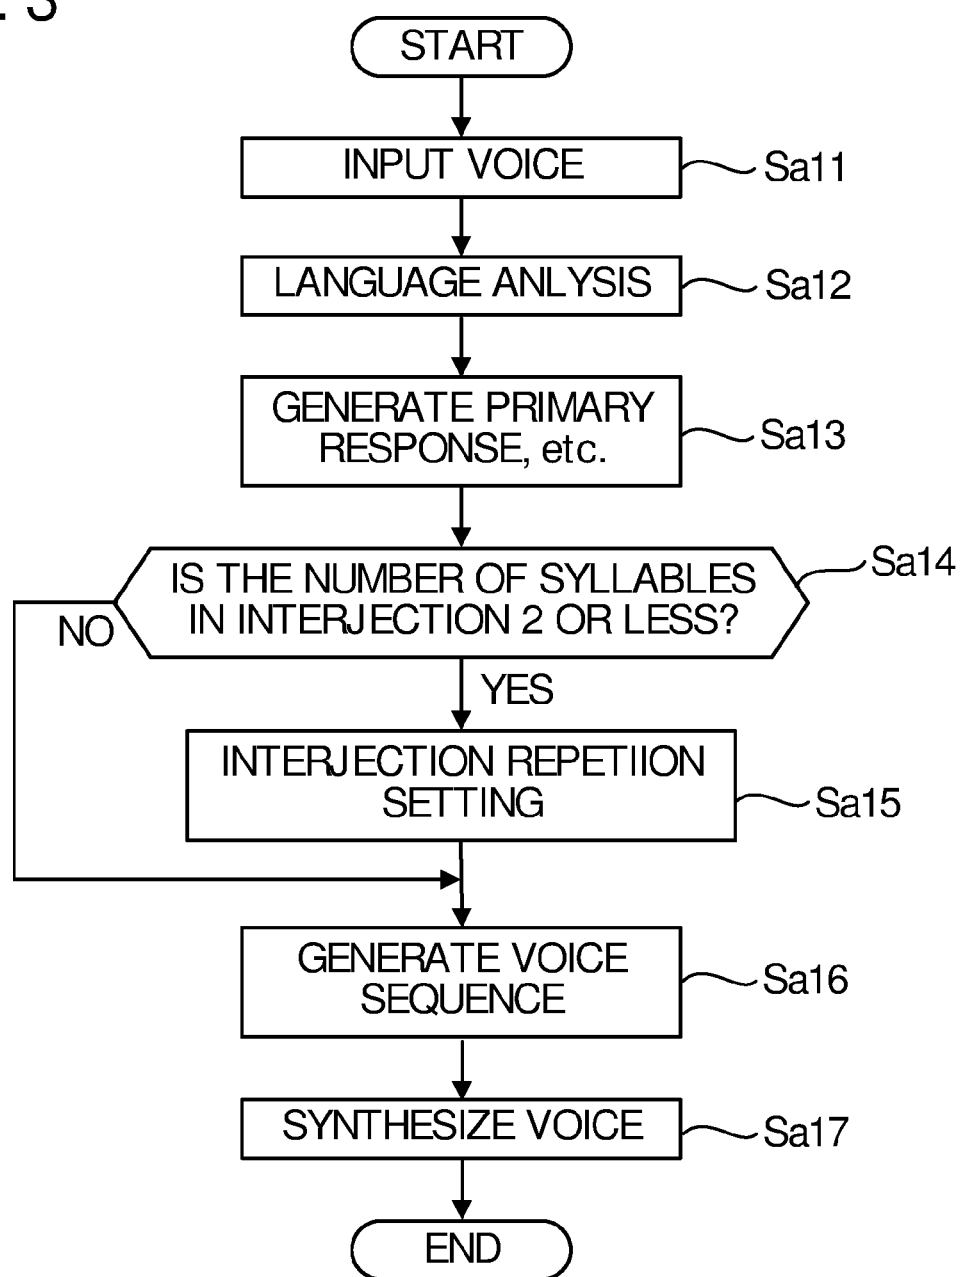 . 3
START
INPUT VOICE
Sa11
LANGUAGE ANLYSIS
Sa12
GENERATE PRIMARY
RESPONSE, etc.
Sa13
IS THE NUMBER OF SYLLABLES
IN INTERJECTION 2 OR LESS?
Sa14
NO
YES
INTERJECTION REPETIION
SETTING
Sa15
GENERATE VOICE
SEQUENCE
Sa16
SYNTHESIZE VOICE
Sa17
END